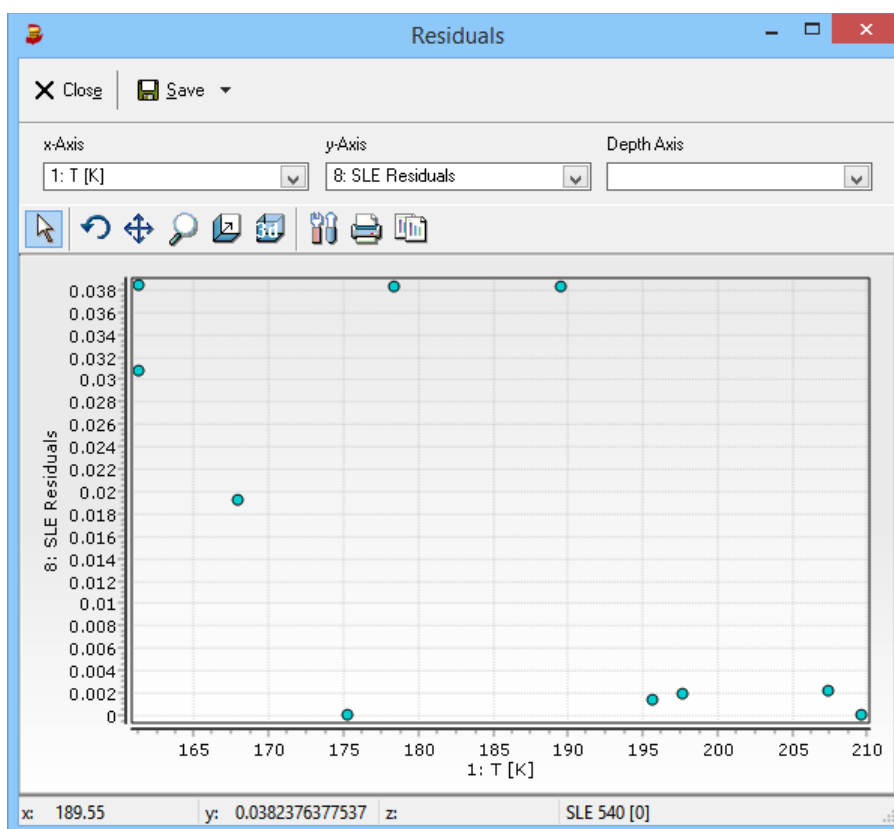 Residuals
Close Save
x-Axis y-Axis Depth Axis
1: T [K] 8: SLE Residuals
0.038
0.036
0.034
0.032
0.03
0.028
0.026
0.024
0.022
0.02
0.018
0.016
0.014
0.012
0.01
0.008
0.006
0.004
0.002
0
8: SLE Residuals
165 170 175 180 185 190 195 200 205 210
1: T [K]
x: 189.55 y: 0.0382376377537 z: SLE 540 [0]